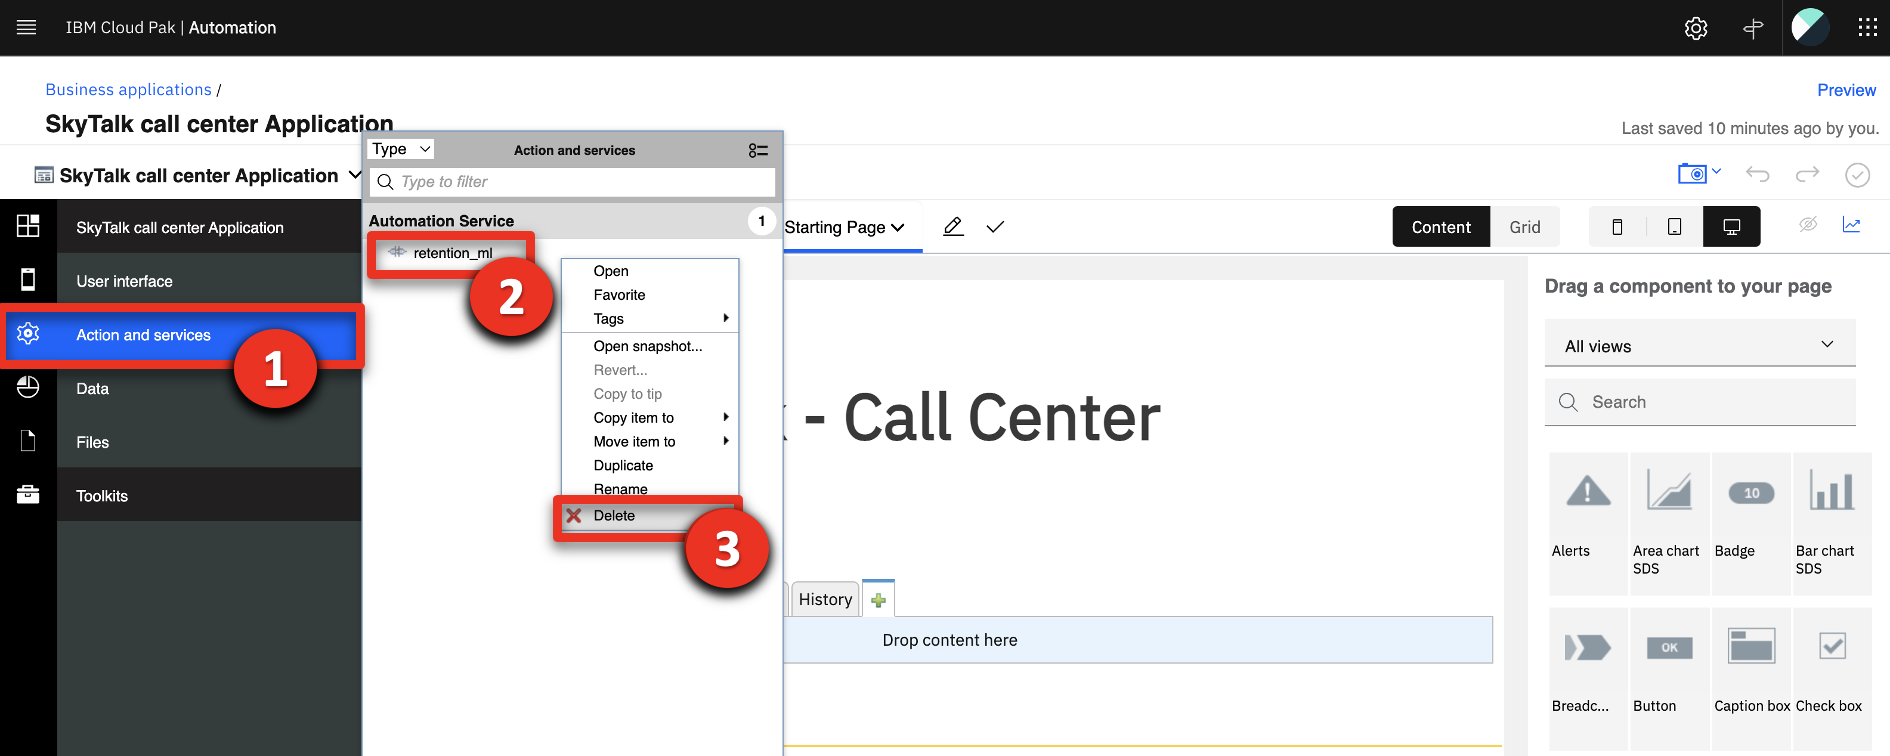 IBM Cloud Pak | Automation
Business applications /
Preview
SkyTalk call center Application
Last saved 10 minutes ago by you.
SkyTalk call center Application
Type
Action and services
Type to filter
Automation Service
1
retention_ml
2
SkyTalk call center Application
User interface
Action and services
1
Data
Files
Toolkits
Open
Favorite
Tags
Open snapshot...
Revert...
Copy to tip
Copy item to
Move item to
Duplicate
Rename
Delete
3
Starting Page
Content
Grid
- Call Center
History
Drop content here
Drag a component to your page
All views
Search
10
Alerts
Area chart
SDS
Badge
Bar chart
SDS
OK
Breadc...
Button
Caption box
Check box